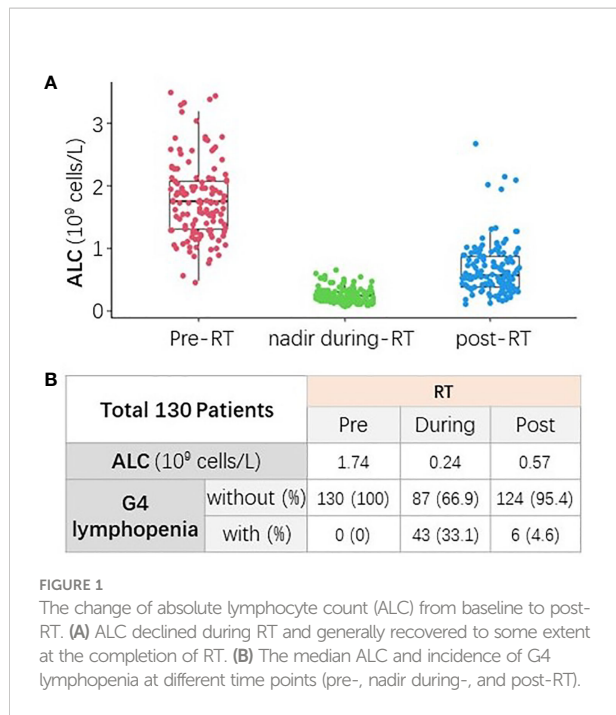 A
ALC (10⁹ cells/L)
3
2
1
0
Pre-RT nadir during-RT post-RT
B
Total 130 Patients RT
Pre During Post
ALC (10⁹ cells/L) 1.74 0.24 0.57
G4 lymphopenia without (%) 130 (100) 87 (66.9) 124 (95.4)
with (%) 0 (0) 43 (33.1) 6 (4.6)
FIGURE 1
The change of absolute lymphocyte count (ALC) from baseline to post-
RT. (A) ALC declined during RT and generally recovered to some extent
at the completion of RT. (B) The median ALC and incidence of G4
lymphopenia at different time points (pre-, nadir during-, and post-RT).